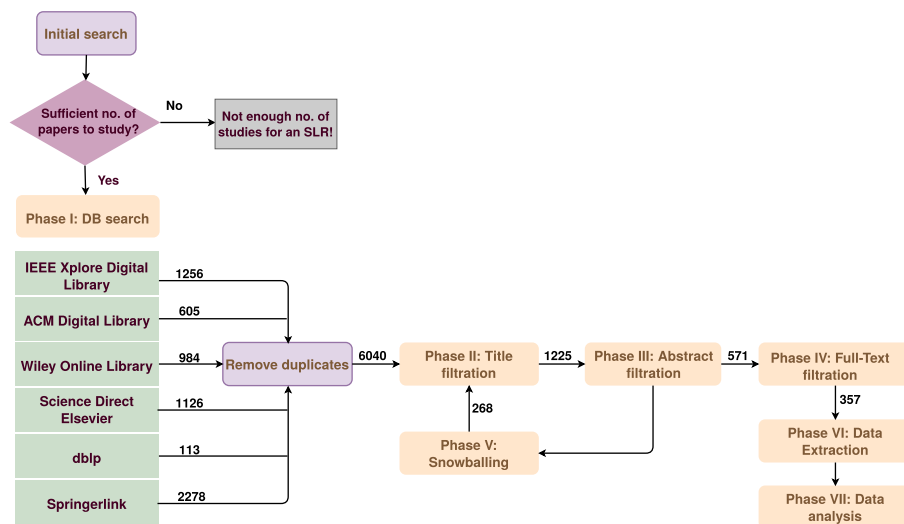 Initial search
Sufficient no. of
papers to study?
No
Not enough no. of
studies for an SLR!
Yes
Phase I: DB search
IEEE Xplore Digital
Library
1256
ACM Digital Library
605
Wiley Online Library
984
Science Direct
Elsevier
1126
dblp
113
Springerlink
2278
Remove duplicates
6040
Phase II: Title
filtration
1225
Phase III: Abstract
filtration
571
Phase IV: Full-Text
filtration
268
357
Phase V:
Snowballing
Phase VI: Data
Extraction
Phase VII: Data
analysis